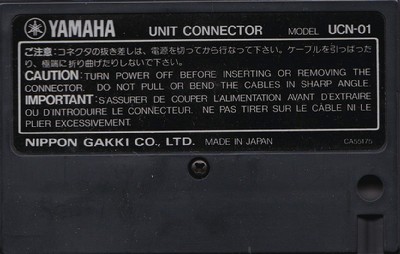 YAMAHA UNIT CONNECTOR MODEL UCN-01
ご注意:コネクタの抜き差しは、電源を切ってから行なって下さい。ケーブルを引っぱった
り、極端に折り曲げたりしないで下さい。
CAUTION: TURN POWER OFF BEFORE INSERTING OR REMOVING THE
CONNECTOR. DO NOT PULL OR BEND THE CABLES IN SHARP ANGLE.
IMPORTANT: S'ASSURER DE COUPER L'ALIMENTATION AVANT D'EXTRAIRE
OU D'INTRODUIRE LE CONNECTEUR. NE PAS TIRER SUR LE CABLE NI LE
PLIER EXCESSIVEMENT.
NIPPON GAKKI CO., LTD. MADE IN JAPAN CA55175